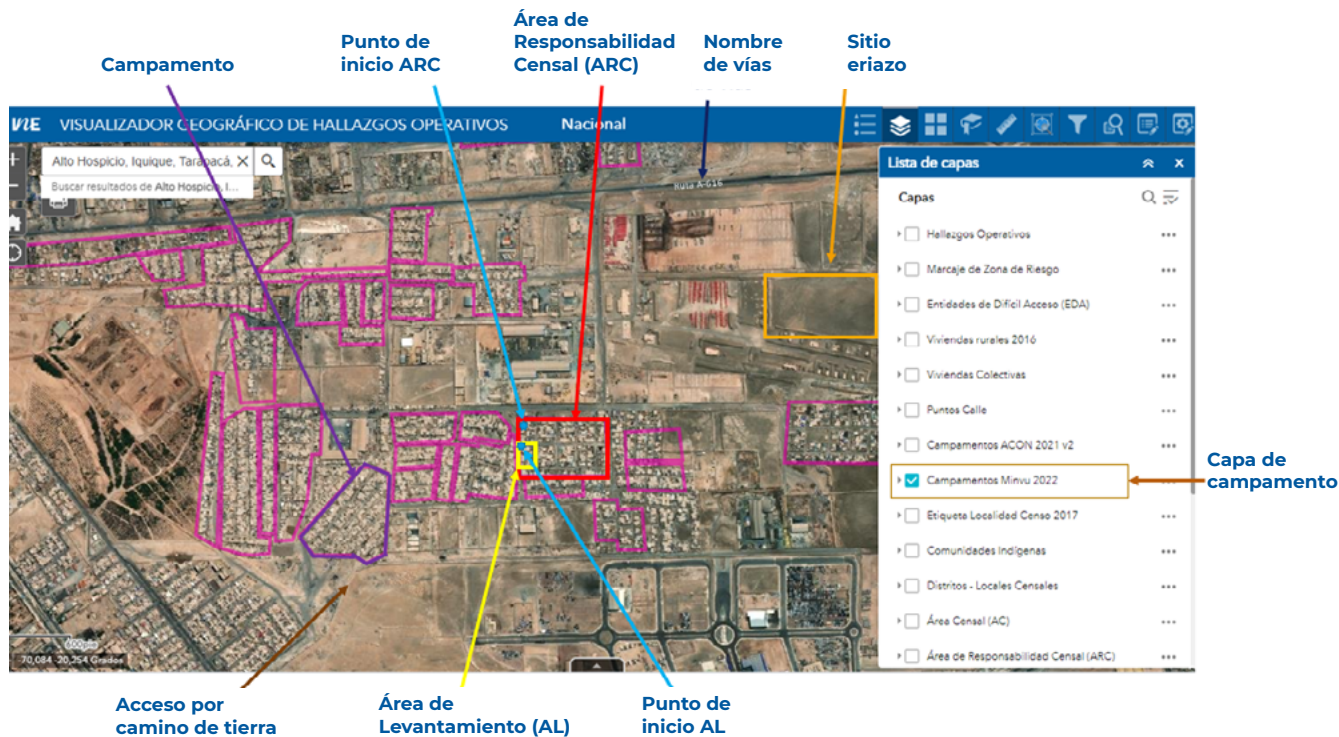 Campamento
Punto de
inicio ARC
Área de
Responsabilidad
Censal (ARC)
Nombre
de vías
Sitio
eriazo
VISUALIZADOR GEOGRÁFICO DE HALLAZGOS OPERATIVOS
Nacional
Alto Hospicio, Iquique, Tarapacá,
Buscar resultados de Alto Hospicio, I...
Ruta A-616
Lista de capas
Capas
Hallazgos Operativos
Marcaje de Zona de Riesgo
Entidades de Difícil Acceso (EDA)
Viviendas rurales 2016
Viviendas Colectivas
Puntos Calle
Campamentos ACON 2021 v2
Campamentos Minvu 2022
Etiqueta Localidad Censo 2017
Comunidades Indígenas
Distritos - Locales Censales
Área Censal (AC)
Área de Responsabilidad Censal (ARC)
Capa de
campamento
600pie
-20,254 Grados
Acceso por
camino de tierra
Área de
Levantamiento (AL)
Punto de
inicio AL